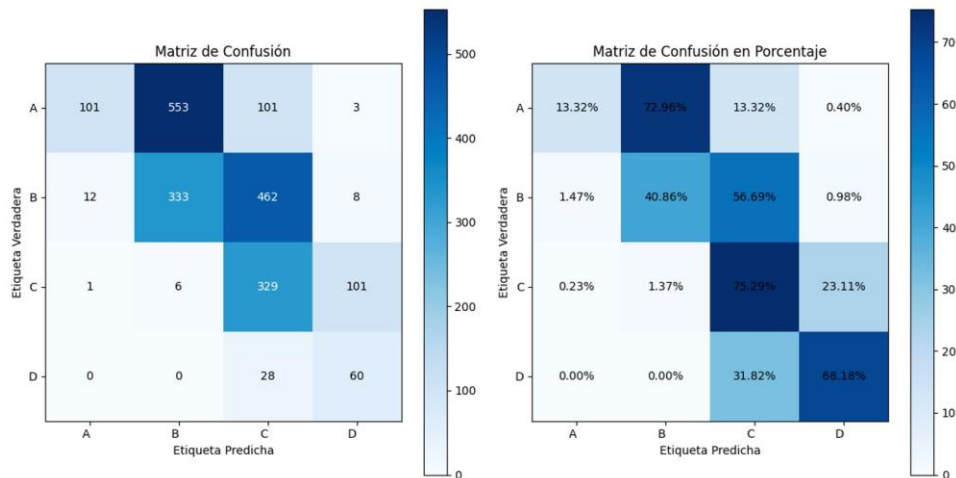 Matriz de Confusión
A
B
C
D
Etiqueta Verdadera
101 553 101 3
12 333 462 8
1 6 329 101
0 0 28 60
A B C D
Etiqueta Predicha
500
400
300
200
100
0
Matriz de Confusión en Porcentaje
A
B
C
D
Etiqueta Verdadera
13.32% 72.96% 13.32% 0.40%
1.47% 40.86% 56.69% 0.98%
0.23% 1.37% 75.29% 23.11%
0.00% 0.00% 31.82% 68.18%
A B C D
Etiqueta Predicha
70
60
50
40
30
20
10
0